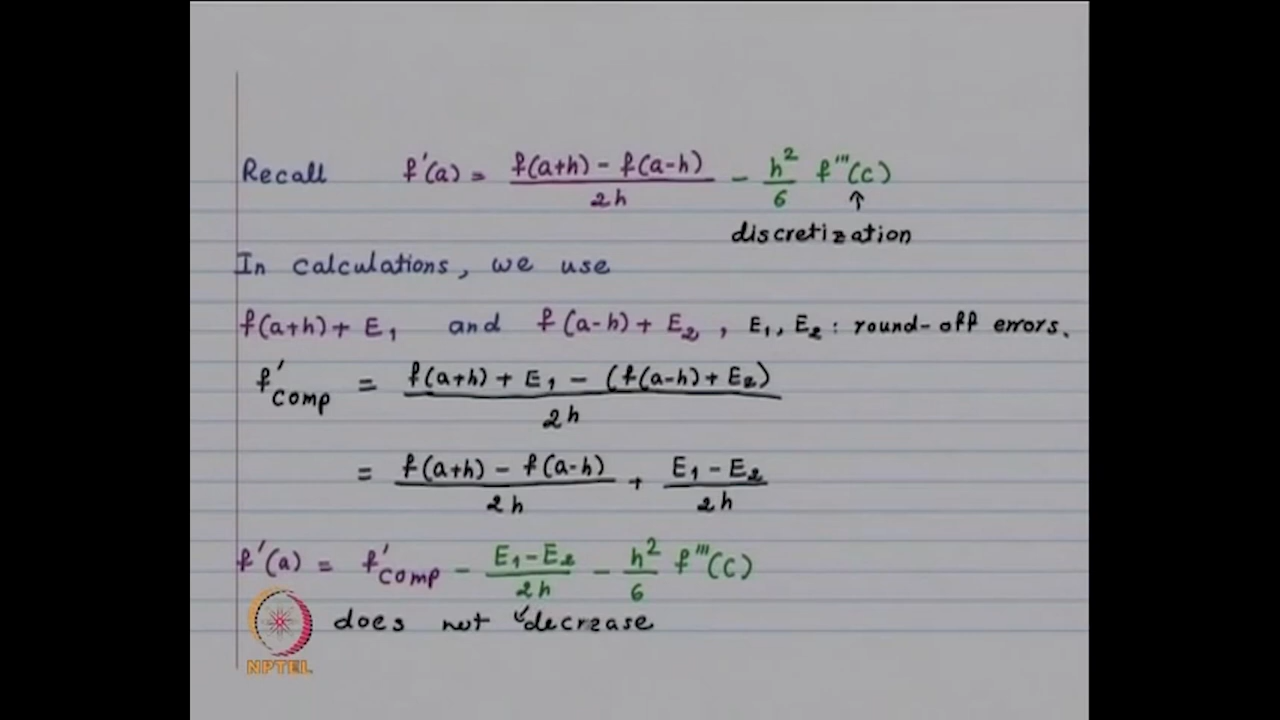 Recall f'(a) = f(a+h) - f(a-h) / 2h - h² / 6 f'''(c)
↑
discretization
In calculations, we use
f(a+h) + E₁ and f(a-h) + E₂ , E₁, E₂ : round-off errors.
f'comp = f(a+h) + E₁ - (f(a-h) + E₂) / 2h
= f(a+h) - f(a-h) / 2h + E₁ - E₂ / 2h
f'(a) = f'comp - E₁ - E₂ / 2h - h² / 6 f'''(c)
does not decrease
NPTEL